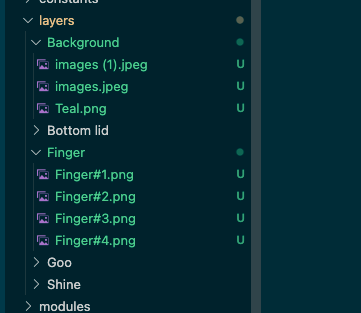 constants
layers
Background
images (1).jpeg U
images.jpeg U
Teal.png U
Bottom lid
Finger
Finger#1.png U
Finger#2.png U
Finger#3.png U
Finger#4.png U
Goo
Shine
modules